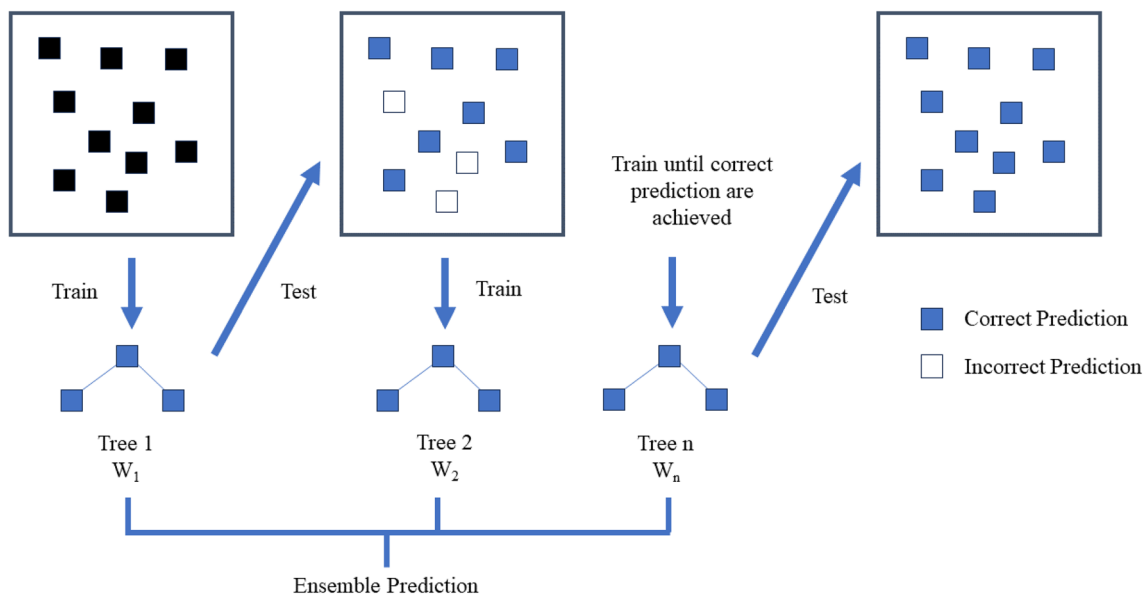 Train until correct
prediction are
achieved
Train
Test
Train
Test
Correct Prediction
Incorrect Prediction
Tree 1
W₁
Tree 2
W₂
Tree n
Wₙ
Ensemble Prediction